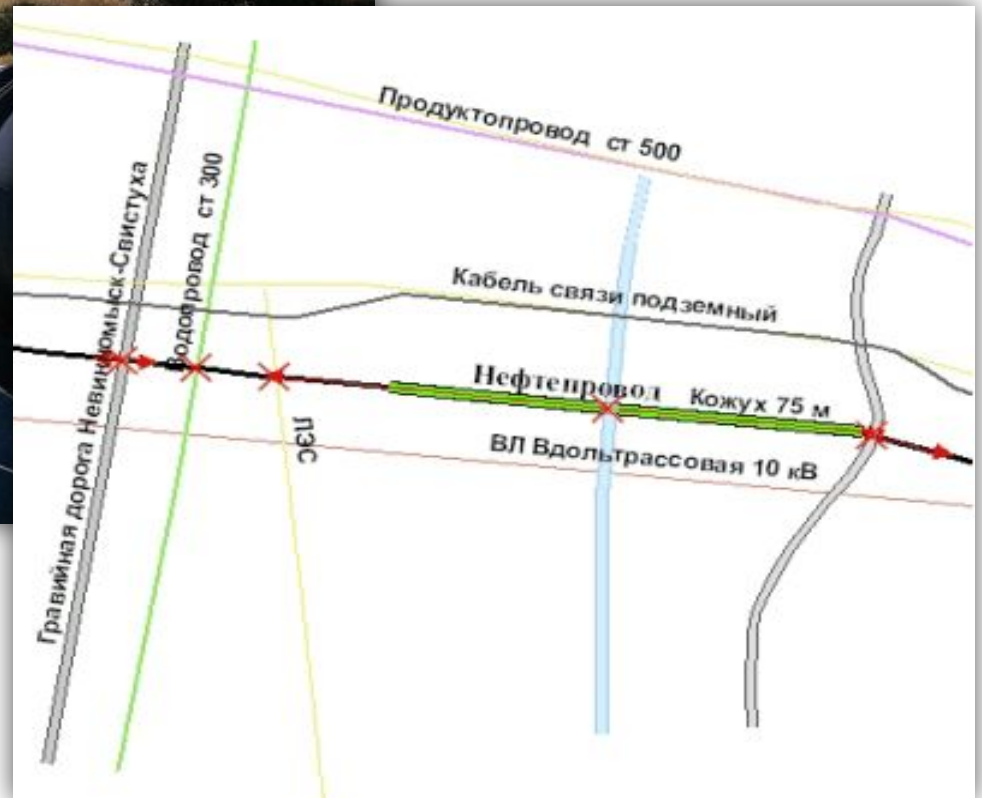 Продуктопровод ст 500
Гравийная дорога Невинномыск-Свистуха
Водопровод ст 300
Кабель связи подземный
Нефтепровод
Кожух 75 м
ЛЭС
ВЛ Вдольтрассовая 10 кВ